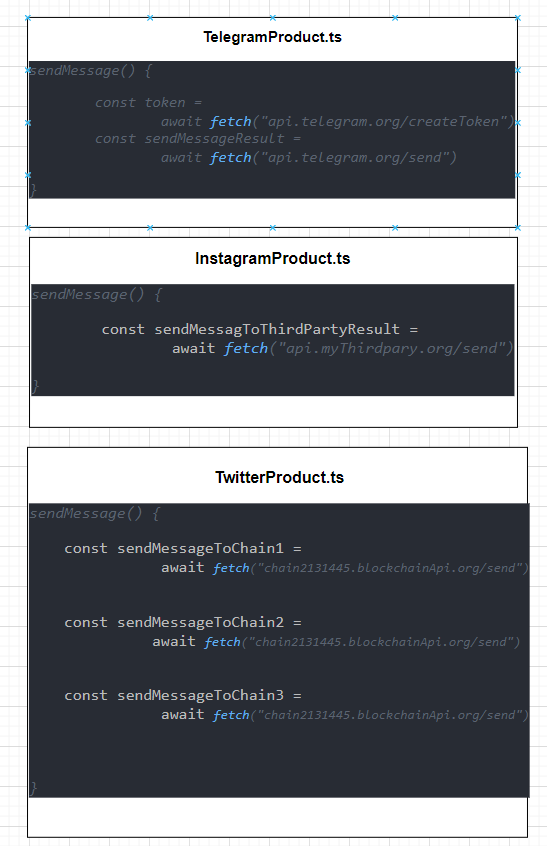 TelegramProduct.ts
sendMessage() {
const token =
await fetch("api.telegram.org/createToken")
const sendMessageResult =
await fetch("api.telegram.org/send")
}
InstagramProduct.ts
sendMessage() {
const sendMessagToThirdPartyResult =
await fetch("api.myThirdpary.org/send")
}
TwitterProduct.ts
sendMessage() {
const sendMessageToChain1 =
await fetch("chain2131445.blockchainApi.org/send")
const sendMessageToChain2 =
await fetch("chain2131445.blockchainApi.org/send")
const sendMessageToChain3 =
await fetch("chain2131445.blockchainApi.org/send")
}